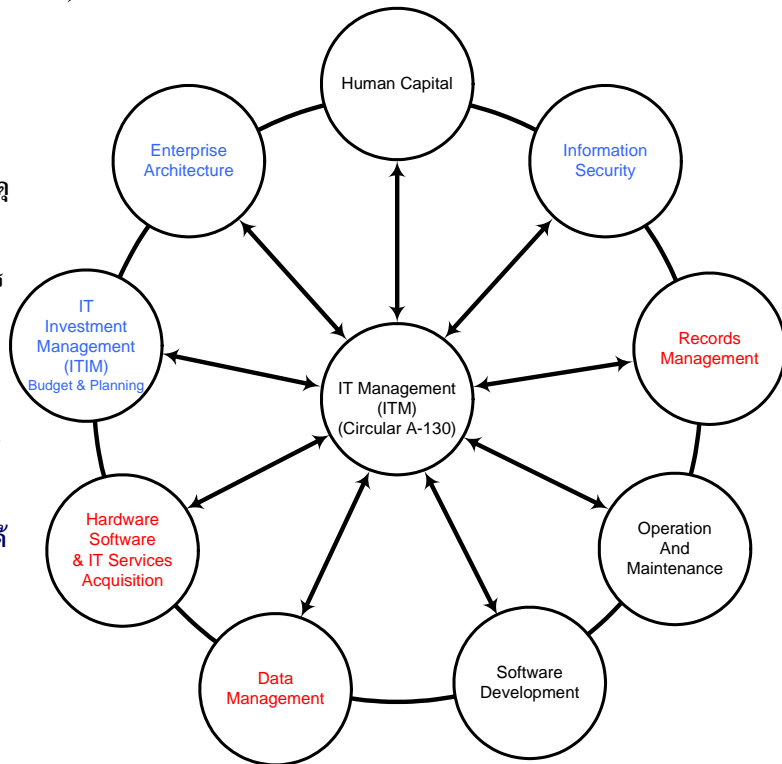 Human Capital
Enterprise
Architecture
Information
Security
IT
Investment
Management
(ITIM)
Budget & Planning
Records
Management
IT Management
(ITM)
(Circular A-130)
Hardware
Software
& IT Services
Acquisition
Operation
And
Maintenance
Data
Management
Software
Development